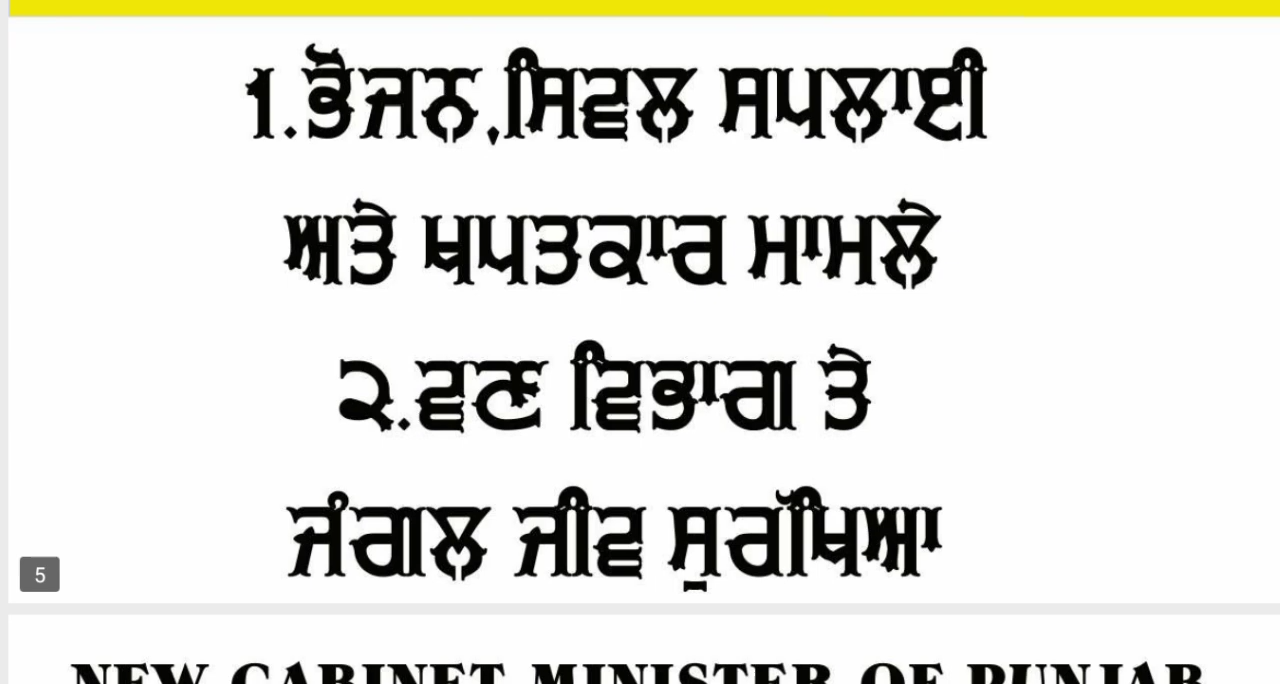 1.ਭੋਜਨ,ਸਿਵਲ ਸਪਲਾਈ
ਅਤੇ ਖਪਤਕਾਰ ਮਾਮਲੇ
੨.ਵਣ ਵਿਭਾਗ ਤੇ
ਜੰਗਲ ਜੀਵ ਸੁਰੱਖਿਆ
5
NEW CABINET MINISTER OF PUNJAB